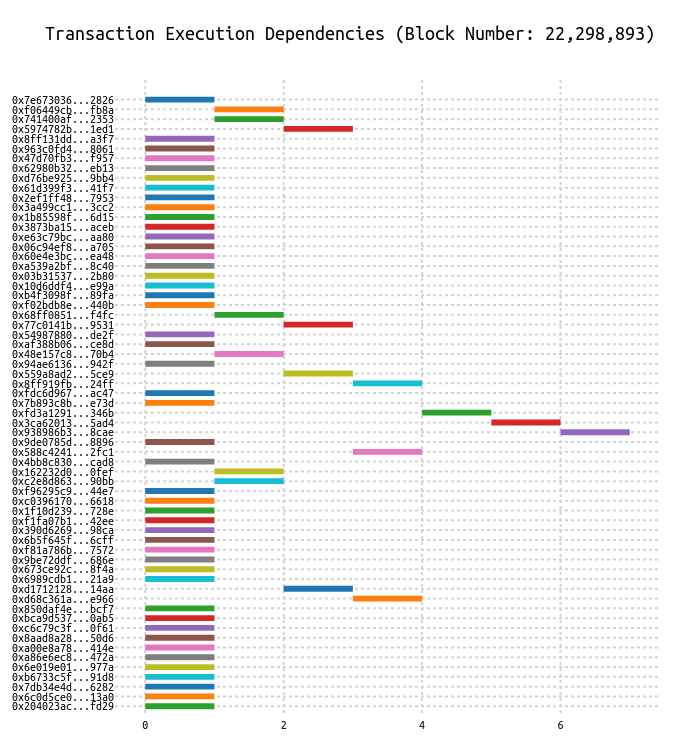 Transaction Execution Dependencies (Block Number: 22,298,893)
0x7e673036...2826
0xf06449cb...fb8a
0x741400af...2353
0x5974782b...1ed1
0x8ff131dd...a3f7
0x963c0fd4...8061
0x47d70fb3...f957
0x62980b32...eb13
0xd76be925...9bb4
0x61d399f3...41f7
0x2ef1ff48...7953
0x3a499cc1...3cc2
0x1b85598f...6d15
0x3873ba15...aceb
0xe63c79bc...aa80
0x06c94ef8...a705
0x60e4e3bc...ea48
0xa539a2bf...8c40
0x03b31537...2b80
0x10d6ddf4...e99a
0xb4f3098f...89fa
0xf02bdb8e...440b
0x68ff0851...f4fc
0x77c0141b...9531
0x54987880...de2f
0xaf388b06...ce8d
0x48e157c8...70b4
0x94ae6136...942f
0x559a8ad2...5ce9
0x8ff919fb...24ff
0xfdc6d967...ac47
0x7b893c8b...e73d
0xfd3a1291...346b
0x3ca62013...5ad4
0x938986b3...8cae
0x9de0785d...8896
0x588c4241...2fc1
0x4bb8c830...cad8
0x162232d0...0fef
0xc2e8d863...90bb
0xf96295c9...44e7
0xc0396170...6618
0x1f10d239...728e
0xf1fa07b1...42ee
0x390d6269...98ca
0x6b5f645f...6cff
0xf81a786b...7572
0x9be72ddf...686e
0x673ce92c...8f4a
0x6989cdb1...21a9
0xd1712128...14aa
0xd68c361a...e966
0x850daf4e...bcf7
0xbca9d537...0ab5
0xc6c79c3f...0f61
0x8aad8a28...50d6
0xa00e8a78...414e
0xa86e6ec8...472a
0x6e019e01...977a
0xb6733c5f...91d8
0x7db34e4d...6282
0x6c0d5ce0...13a0
0x204023ac...fd29
0 2 4 6